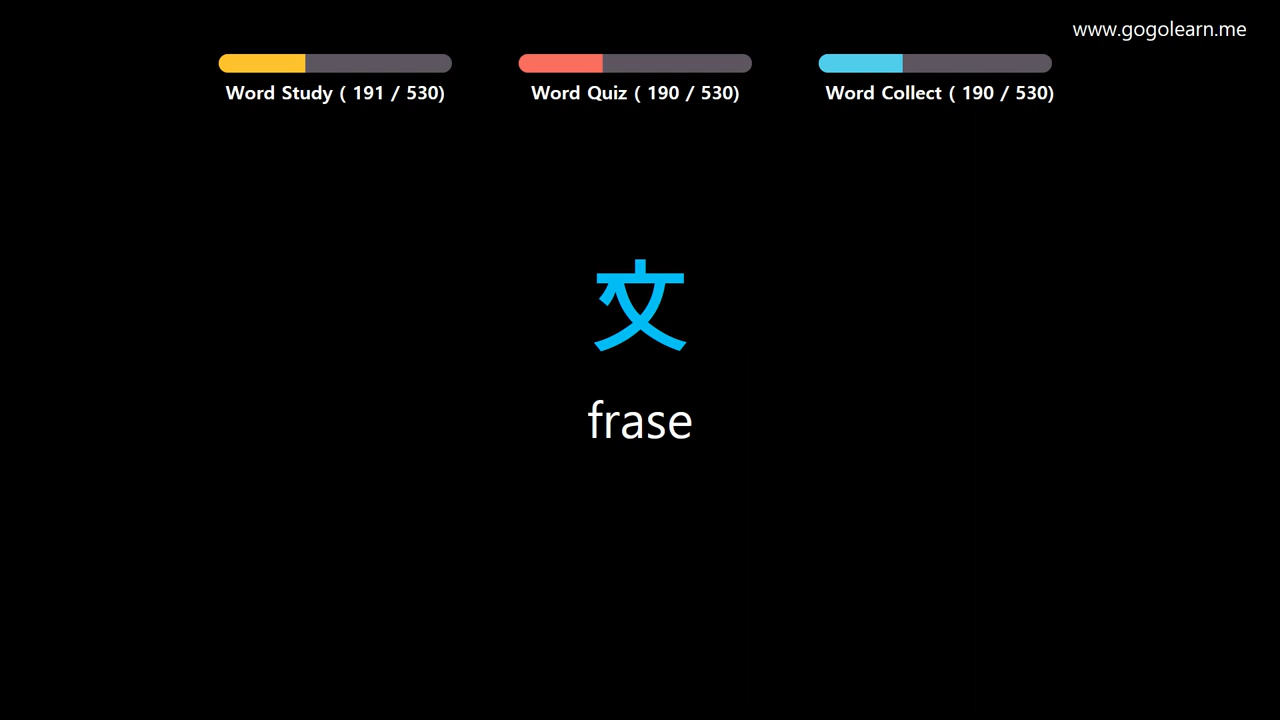 www.gogolearn.me
Word Study ( 191 / 530)
Word Quiz ( 190 / 530)
Word Collect ( 190 / 530)
文
frase